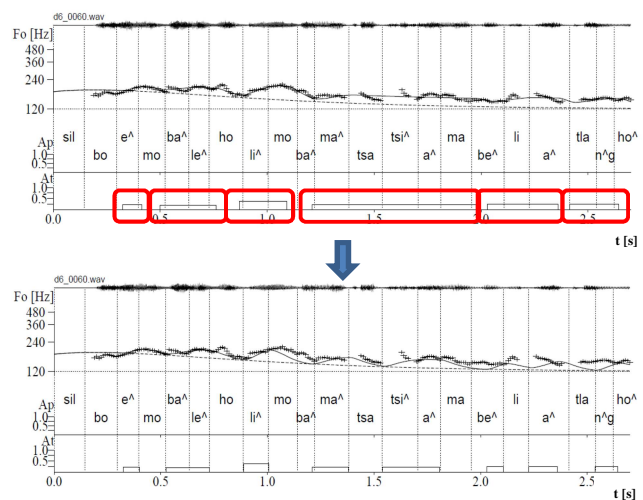 d6_0060.wav
Fo [Hz]
480
360
240
120
sil e^ ba^ ho mo ma^ tsi^ ma li tla ho^
bo mo le^ li^ ba^ tsa a^ be^ a^ n^g
Ap
1.0
0.5
At
1.0
0.5
0.0 0.5 1.0 1.5 2.0 2.5
t [s]
d6_0060.wav
Fo [Hz]
480
360
240
120
sil e^ ba^ ho mo ma^ tsi^ ma li tla ho^
bo mo le^ li^ ba^ tsa a^ be^ a^ n^g
Ap
1.0
0.5
At
1.0
0.5
0.0 0.5 1.0 1.5 2.0 2.5
t [s]